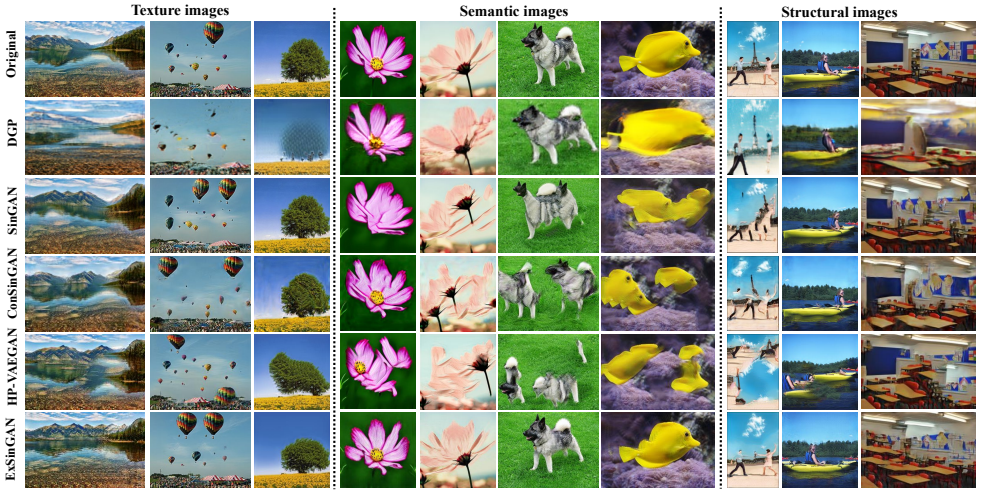 Texture images
Semantic images
Structural images
Original
DGP
SinGAN
ConSinGAN
HP-VAEGAN
ExSinGAN